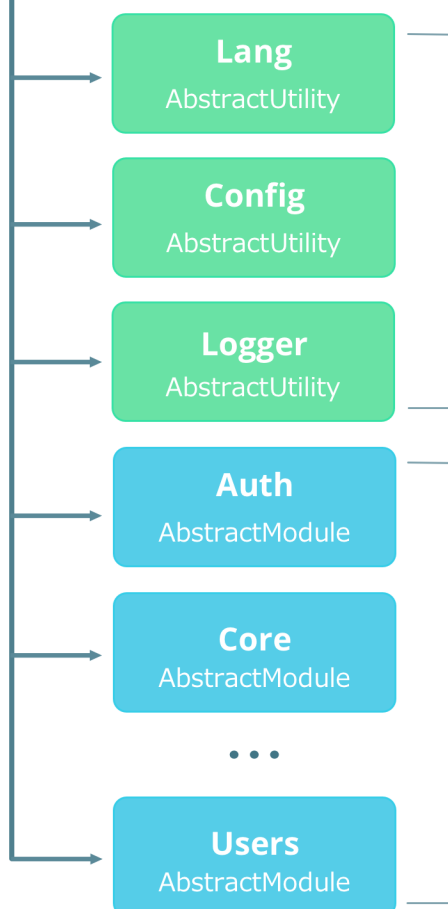 Lang
AbstractUtility
Config
AbstractUtility
Logger
AbstractUtility
Auth
AbstractModule
Core
AbstractModule
...
Users
AbstractModule